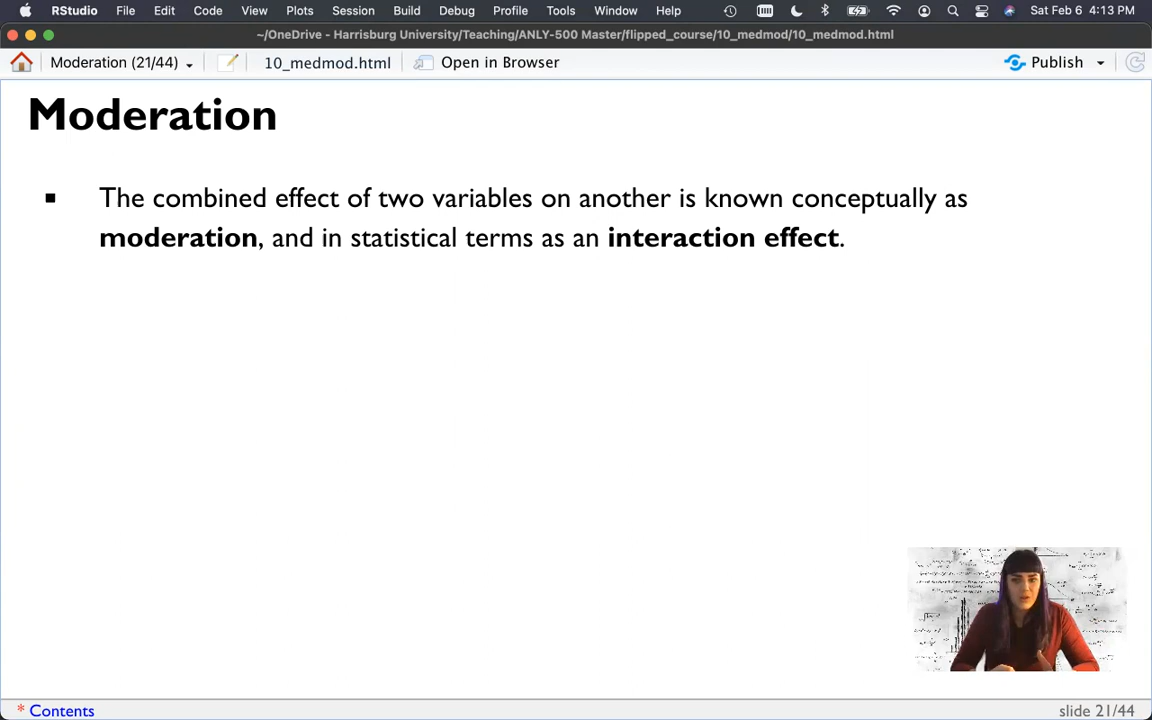 RStudio File Edit Code View Plots Session Build Debug Profile Tools Window Help Sat Feb 6 4:13 PM
~/OneDrive - Harrisburg University/Teaching/ANLY-500 Master/flipped_course/10_medmod/10_medmod.html
Moderation (21/44) 10_medmod.html Open in Browser Publish
Moderation
▪ The combined effect of two variables on another is known conceptually as
moderation, and in statistical terms as an interaction effect.
* Contents slide 21/44